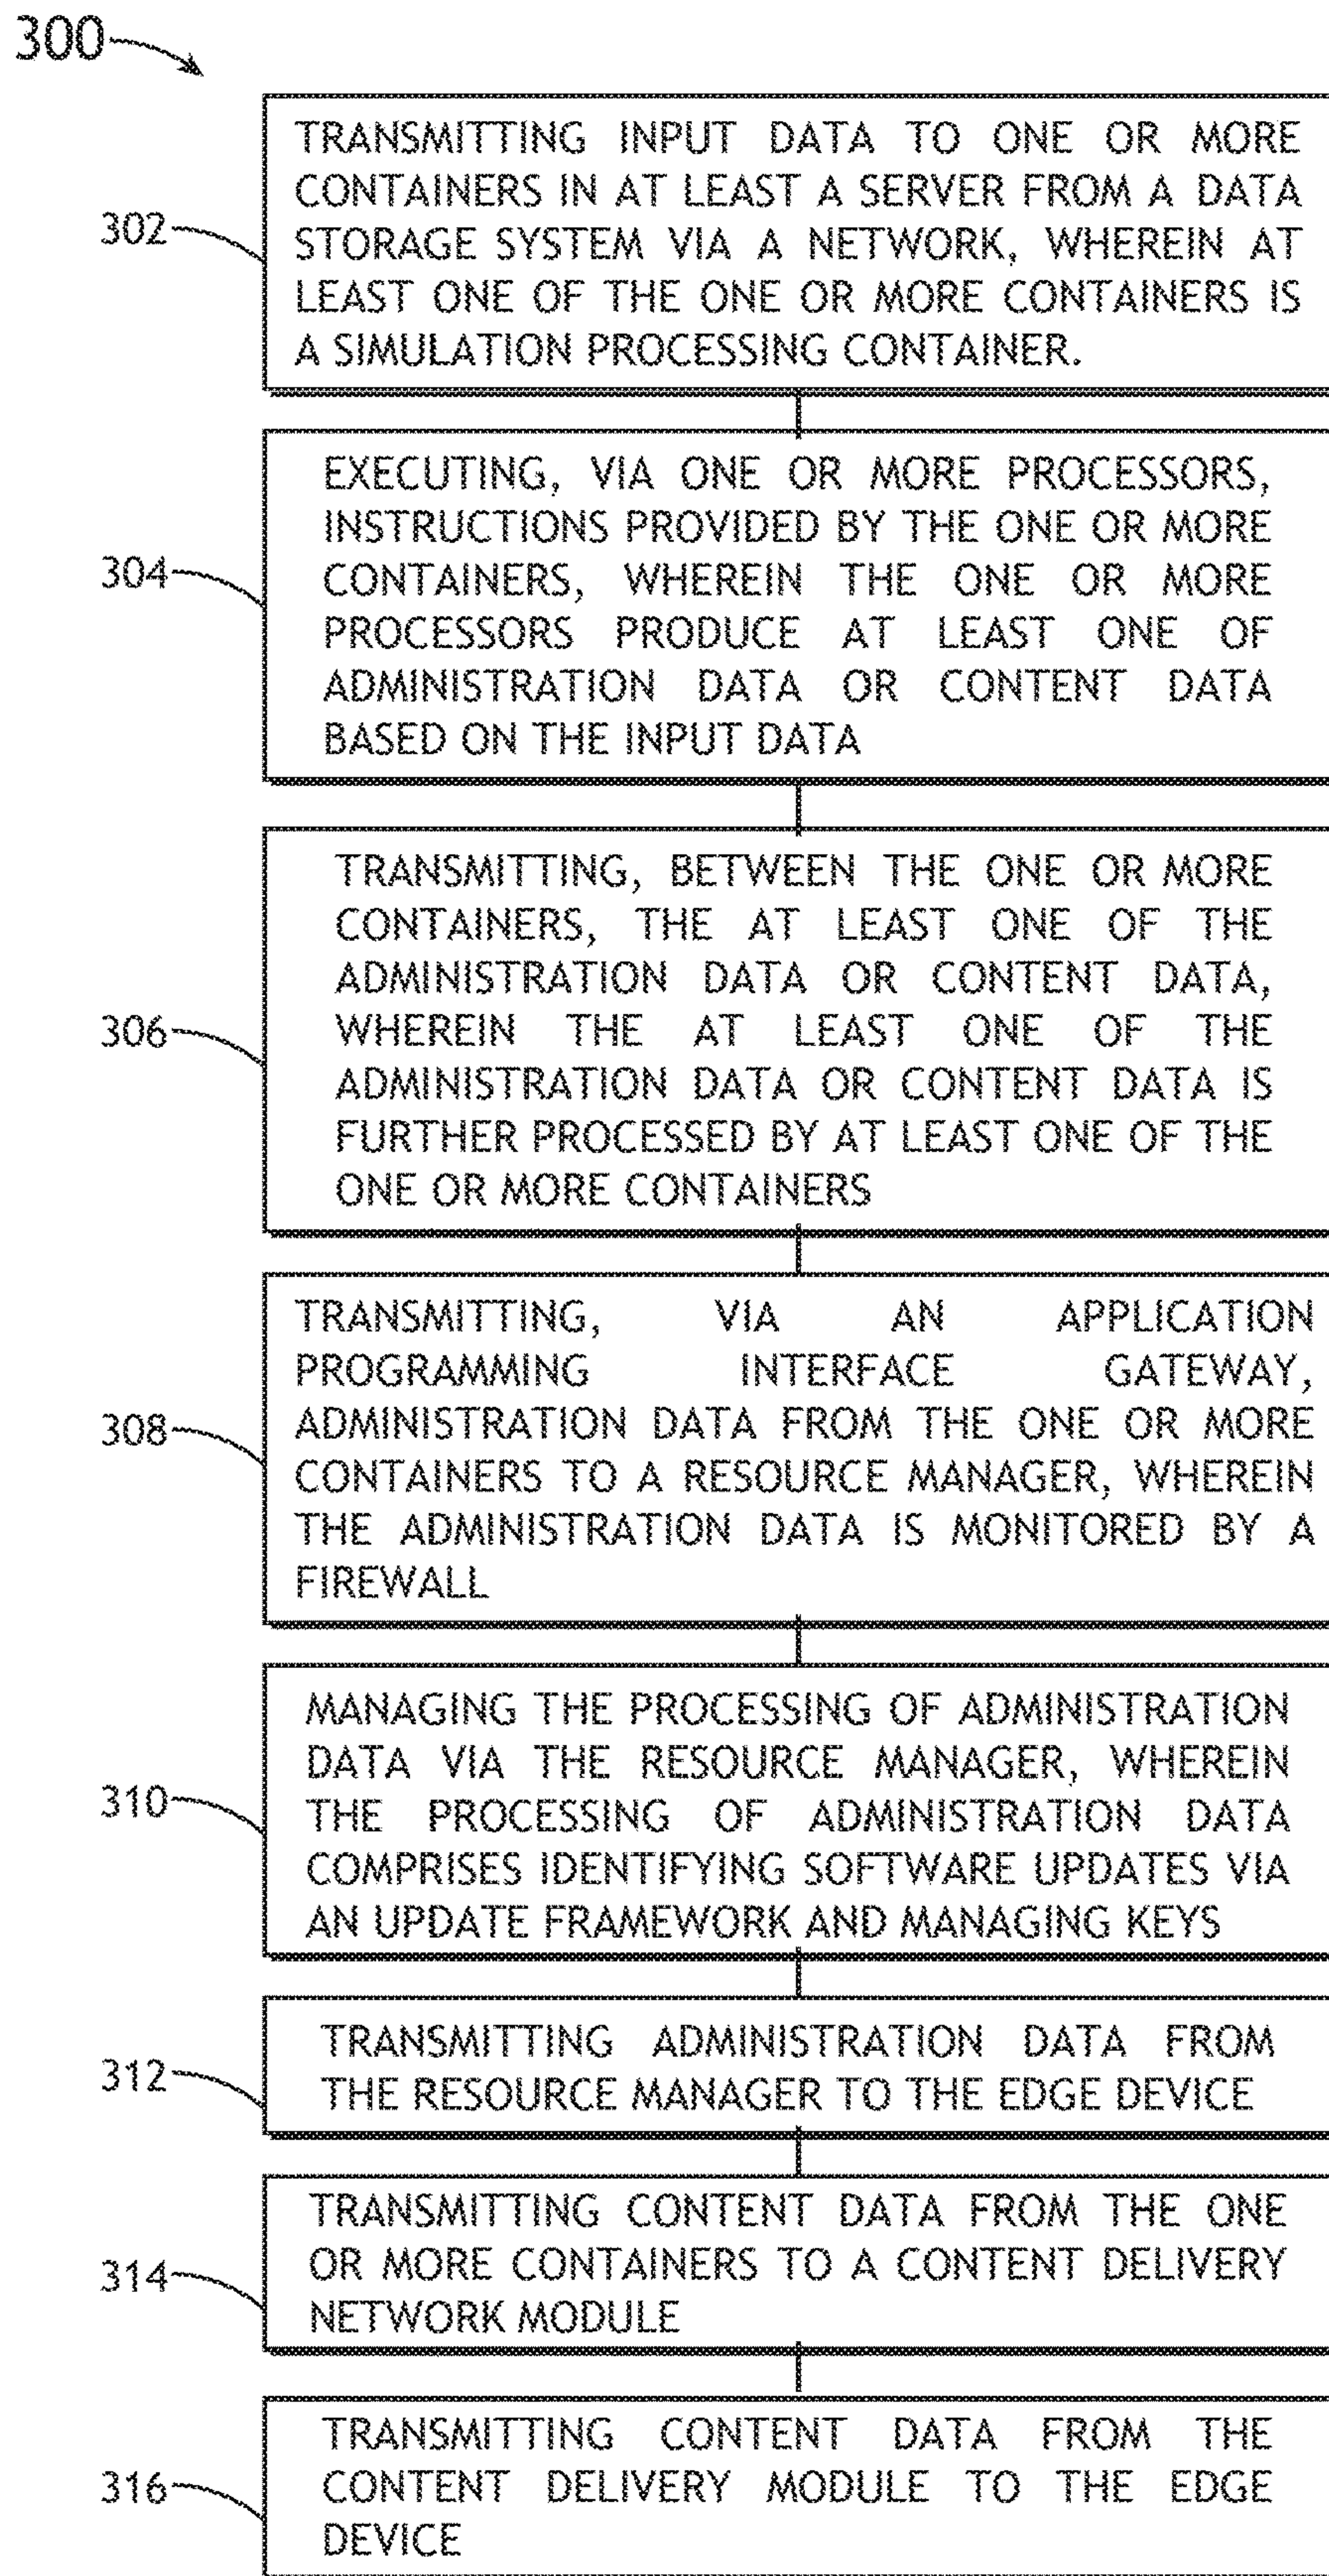 300
TRANSMITTING INPUT DATA TO ONE OR MORE
CONTAINERS IN AT LEAST A SERVER FROM A DATA
STORAGE SYSTEM VIA A NETWORK, WHEREIN AT
LEAST ONE OF THE ONE OR MORE CONTAINERS IS
A SIMULATION PROCESSING CONTAINER.
302
EXECUTING, VIA ONE OR MORE PROCESSORS,
INSTRUCTIONS PROVIDED BY THE ONE OR MORE
CONTAINERS, WHEREIN THE ONE OR MORE
PROCESSORS PRODUCE AT LEAST ONE OF
ADMINISTRATION DATA OR CONTENT DATA
BASED ON THE INPUT DATA
304
TRANSMITTING, BETWEEN THE ONE OR MORE
CONTAINERS, THE AT LEAST ONE OF THE
ADMINISTRATION DATA OR CONTENT DATA,
WHEREIN THE AT LEAST ONE OF THE
ADMINISTRATION DATA OR CONTENT DATA IS
FURTHER PROCESSED BY AT LEAST ONE OF THE
ONE OR MORE CONTAINERS
306
TRANSMITTING, VIA AN APPLICATION
PROGRAMMING INTERFACE GATEWAY,
ADMINISTRATION DATA FROM THE ONE OR MORE
CONTAINERS TO A RESOURCE MANAGER, WHEREIN
THE ADMINISTRATION DATA IS MONITORED BY A
FIREWALL
308
MANAGING THE PROCESSING OF ADMINISTRATION
DATA VIA THE RESOURCE MANAGER, WHEREIN
THE PROCESSING OF ADMINISTRATION DATA
COMPRISES IDENTIFYING SOFTWARE UPDATES VIA
AN UPDATE FRAMEWORK AND MANAGING KEYS
310
TRANSMITTING ADMINISTRATION DATA FROM
THE RESOURCE MANAGER TO THE EDGE DEVICE
312
TRANSMITTING CONTENT DATA FROM THE ONE
OR MORE CONTAINERS TO A CONTENT DELIVERY
NETWORK MODULE
314
TRANSMITTING CONTENT DATA FROM THE
CONTENT DELIVERY MODULE TO THE EDGE
DEVICE
316